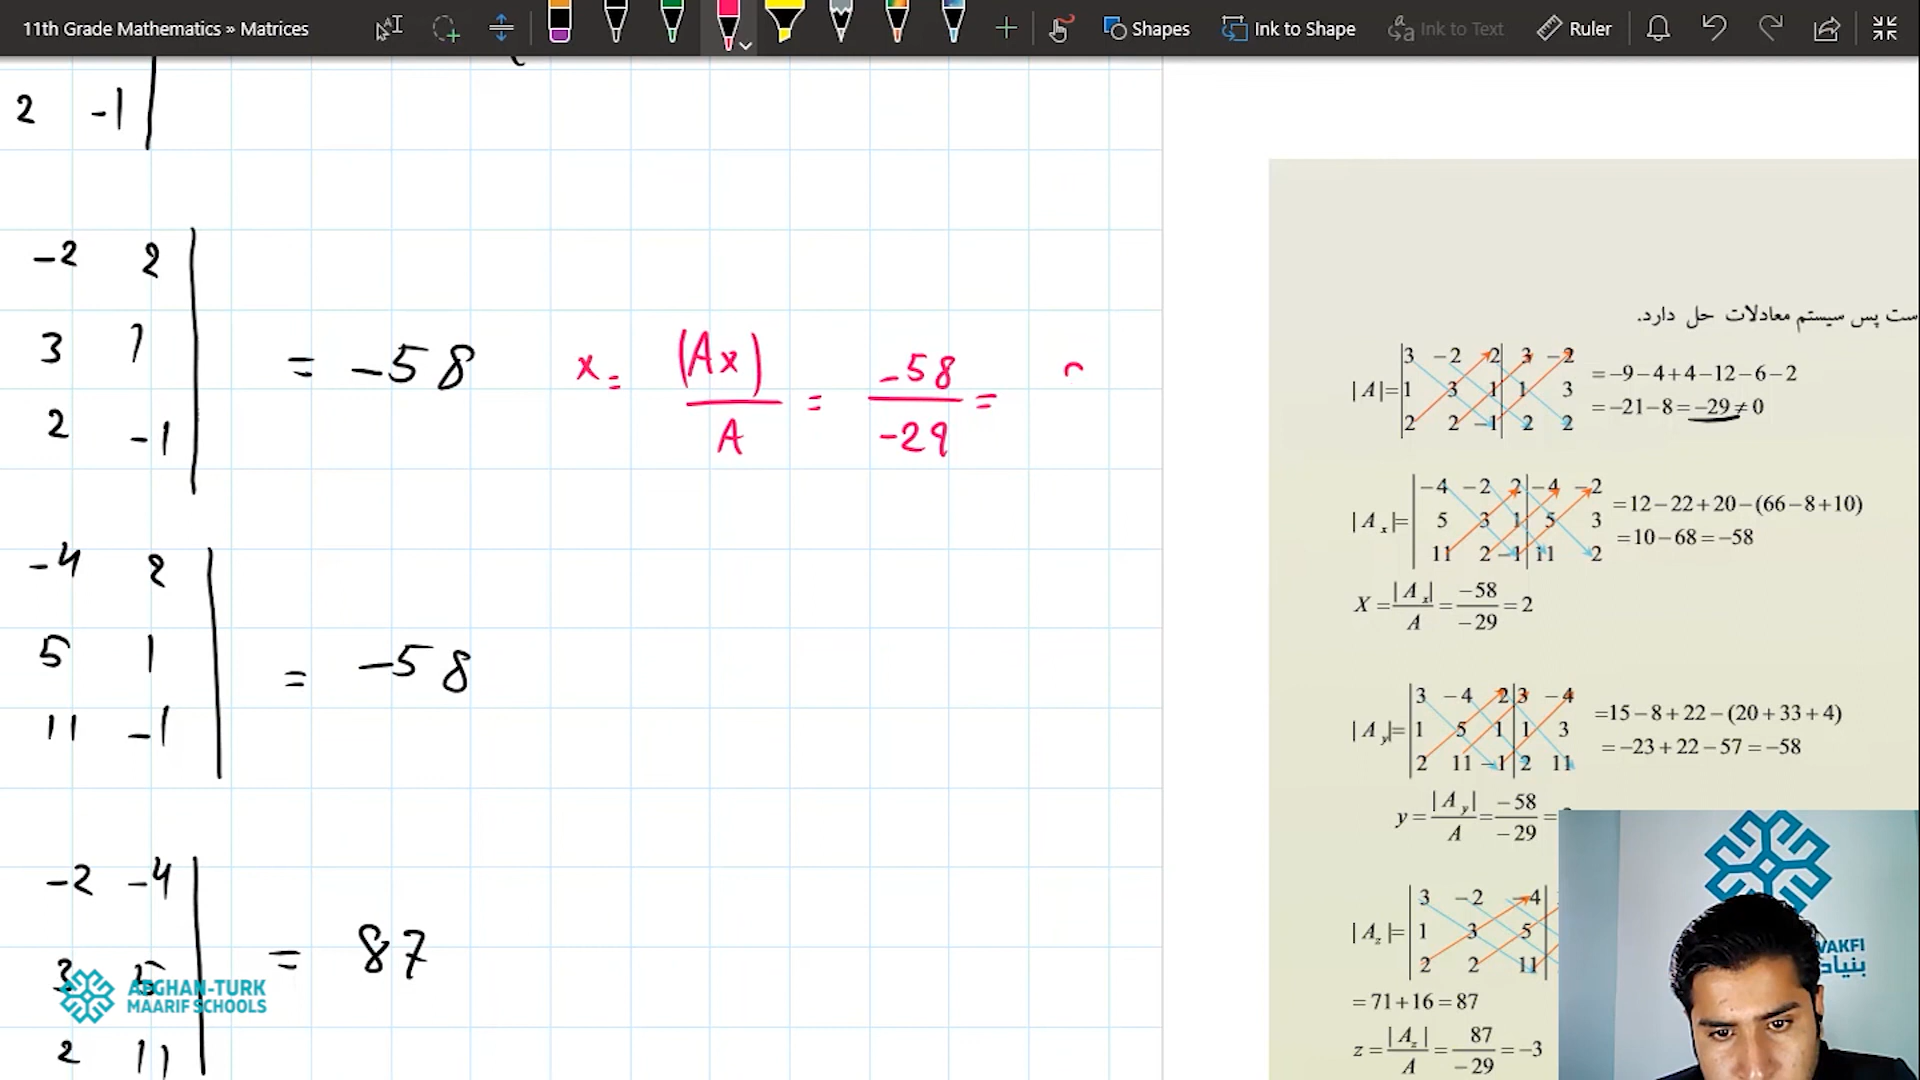 11th Grade Mathematics » Matrices
Shapes
Ink to Shape
Ink to Text
Ruler
2 -1
-2 2
3 1
2 -1
= -58
x = (Ax)/A = -58/-29 =
-4 2
5 1
11 -1
= -58
-2 -4
3 5
2 11
= 87
AFGHAN-TURK
MAARIF SCHOOLS
ست پس سیستم معادلات حل دارد.
|A|= |3 -2 2| 3 -2
|1 3 1| 1 3
|2 2 -1| 2 2
=-9-4+4-12-6-2
=-21-8=-29≠0
|Ax|= |-4 -2 2| -4 -2
|5 3 1| 5 3
|11 2 -1| 11 2
=12-22+20-(66-8+10)
=10-68=-58
X = |Ax|/A = -58/-29 = 2
|Ay|= |3 -4 2| 3 -4
|1 5 1| 1 3
|2 11 -1| 2 11
=15-8+22-(20+33+4)
=-23+22-57=-58
y = |Ay|/A = -58/-29 =
|Az|= |3 -2 -4|
|1 3 5|
|2 2 11|
=71+16=87
z = |Az|/A = 87/-29 = -3
VAKFI
بنیاد